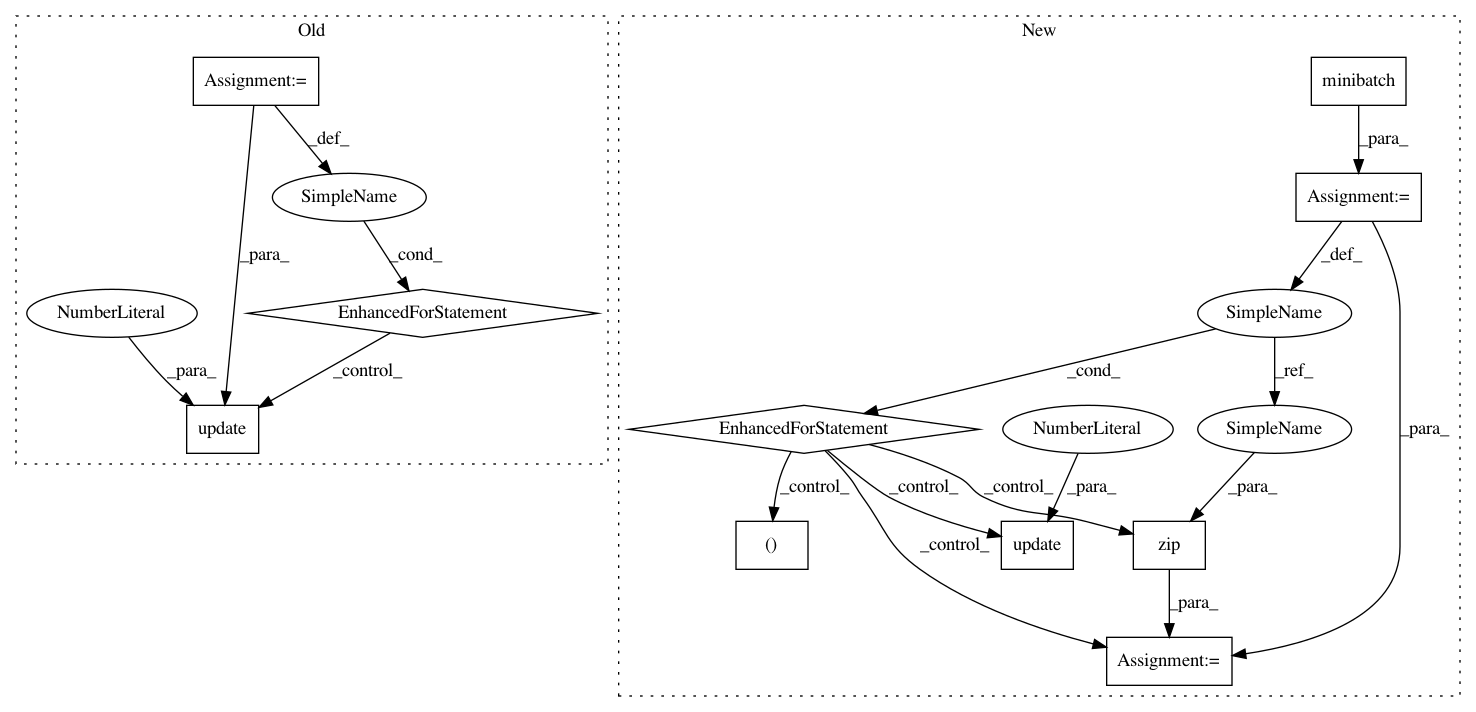 Old
New
Assignment:=
minibatch
_def_
_para_
SimpleName
Assignment:=
_para_
_cond_
_def_
NumberLiteral
EnhancedForStatement
SimpleName
_para_
_control_
_cond_
_ref_
update
EnhancedForStatement
NumberLiteral
SimpleName
_para_
_control_
_control_
_control_
_para_
_para_
()
_control_
update
zip
_para_
Assignment:=